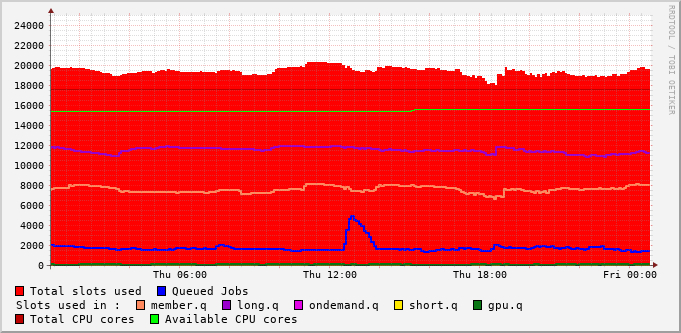 24000
22000
20000
18000
16000
14000
12000
10000
8000
6000
4000
2000
0
Thu 06:00 Thu 12:00 Thu 18:00 Fri 00:00
Total slots used Queued Jobs
Slots used in : member.q long.q ondemand.q short.q gpu.q
Total CPU cores Available CPU cores
RRDTOOL / TOBI OETIKER